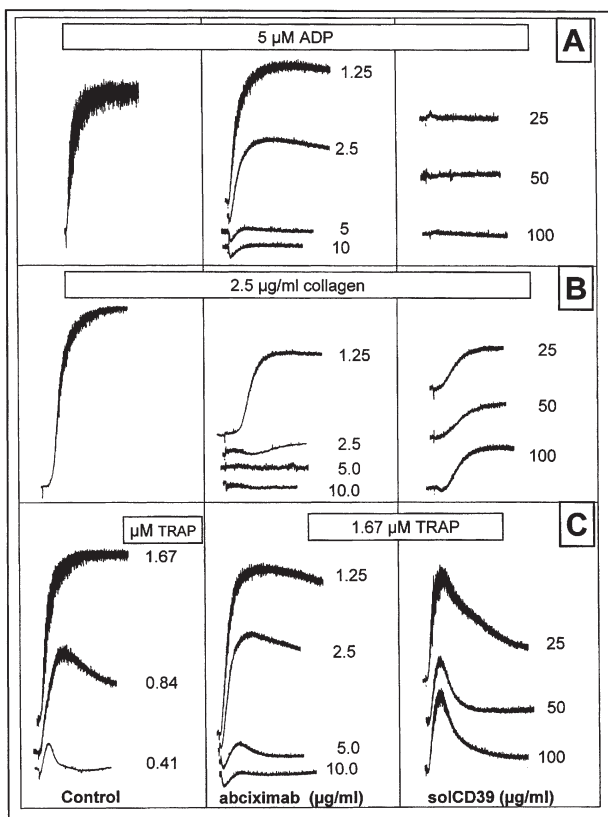 5 µM ADP
A
1.25
2.5
5
10
25
50
100
2.5 µg/ml collagen
B
1.25
2.5
5.0
10.0
25
50
100
µM TRAP
1.67 µM TRAP
C
1.67
0.84
0.41
1.25
2.5
5.0
10.0
25
50
100
Control
abciximab (µg/ml)
solCD39 (µg/ml)